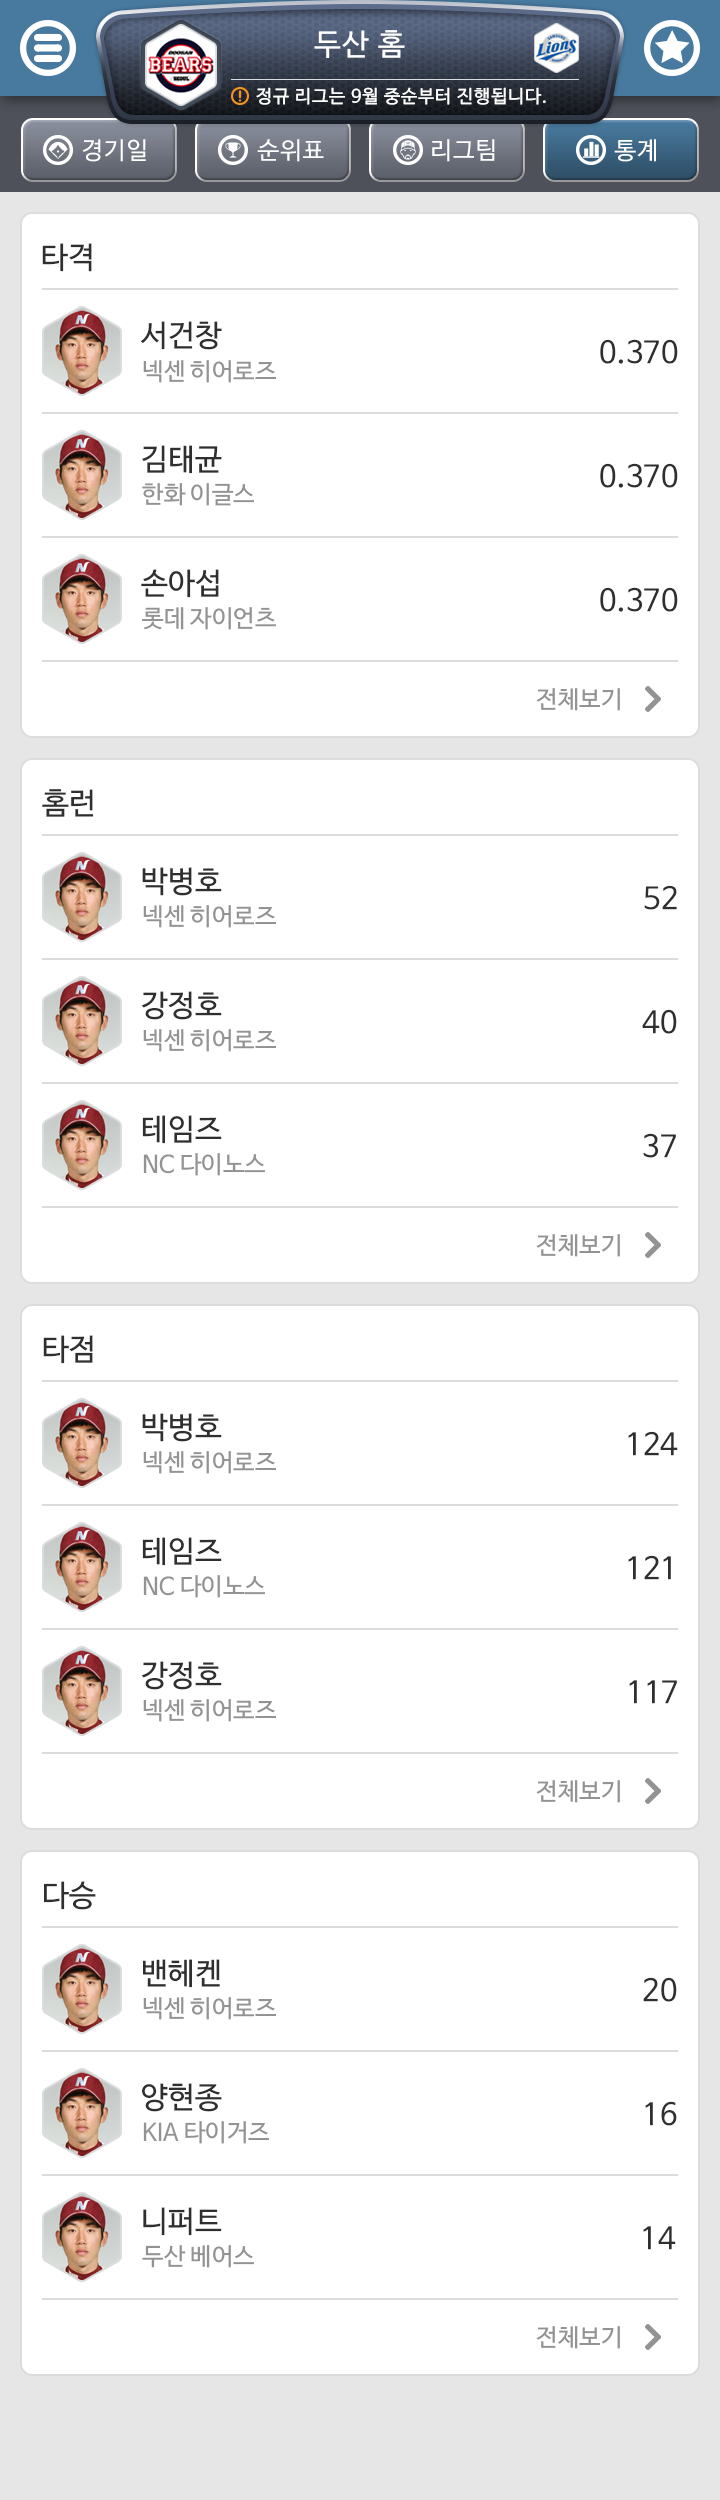 두산 홈
DOOSAN
BEARS
SEOUL
SAMSUNG
Lions
정규 리그는 9월 중순부터 진행됩니다.
경기일
순위표
리그팀
통계
타격
서건창
넥센 히어로즈
0.370
김태균
한화 이글스
0.370
손아섭
롯데 자이언츠
0.370
전체보기
홈런
박병호
넥센 히어로즈
52
강정호
넥센 히어로즈
40
테임즈
NC 다이노스
37
전체보기
타점
박병호
넥센 히어로즈
124
테임즈
NC 다이노스
121
강정호
넥센 히어로즈
117
전체보기
다승
밴헤켄
넥센 히어로즈
20
양현종
KIA 타이거즈
16
니퍼트
두산 베어스
14
전체보기